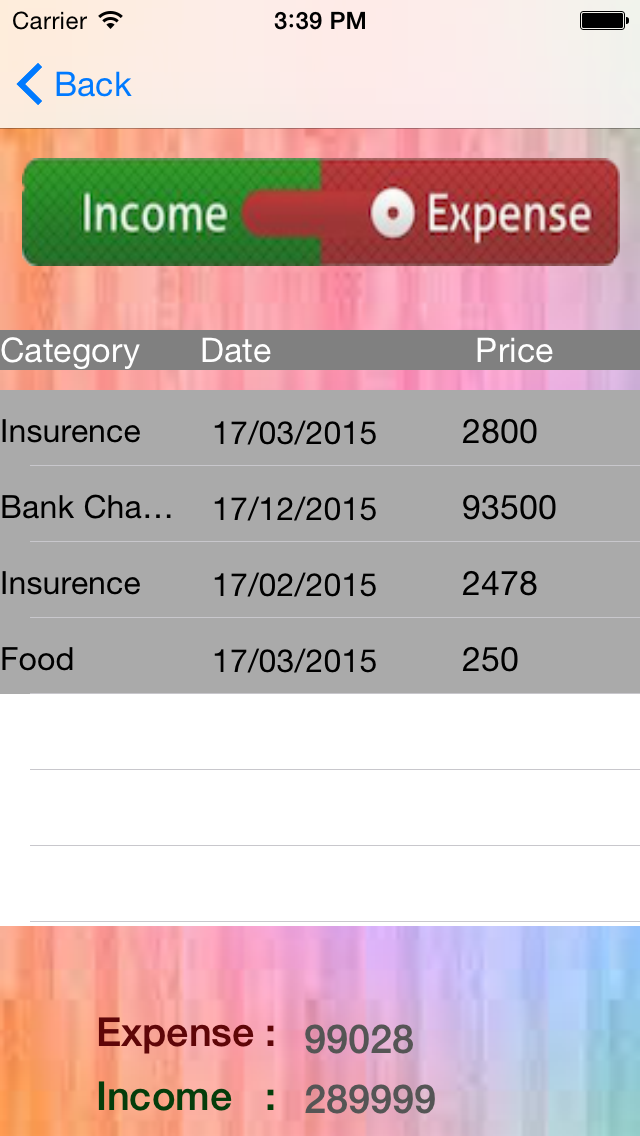 Carrier 3:39 PM
Back
Income Expense
Category Date Price
Insurence 17/03/2015 2800
Bank Cha... 17/12/2015 93500
Insurence 17/02/2015 2478
Food 17/03/2015 250
Expense : 99028
Income : 289999